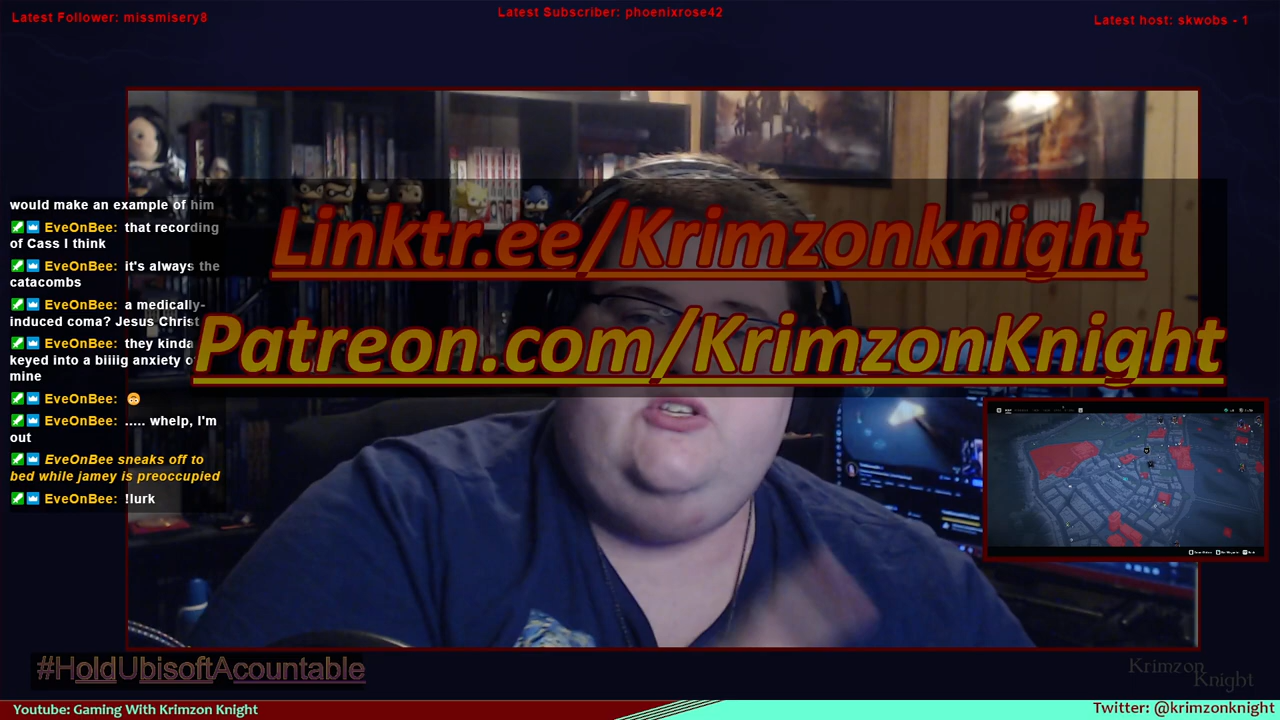 Latest Follower: missmisery8
Latest Subscriber: phoenixrose42
Latest host: skwobs - 1
would make an example of him
EveOnBee: that recording
of Cass I think
EveOnBee: it's always the
catacombs
EveOnBee: a medically-
induced coma? Jesus Christ
EveOnBee: they kinda
keyed into a biiiig anxiety of
mine
EveOnBee: 🙃
EveOnBee: ..... whelp, I'm
out
EveOnBee sneaks off to
bed while jamey is preoccupied
EveOnBee: !lurk
Linktr.ee/Krimzonknight
Patreon.com/KrimzonKnight
#HoldUbisoftAcountable
Krimzon
Knight
Youtube: Gaming With Krimzon Knight
Twitter: @krimzonknight